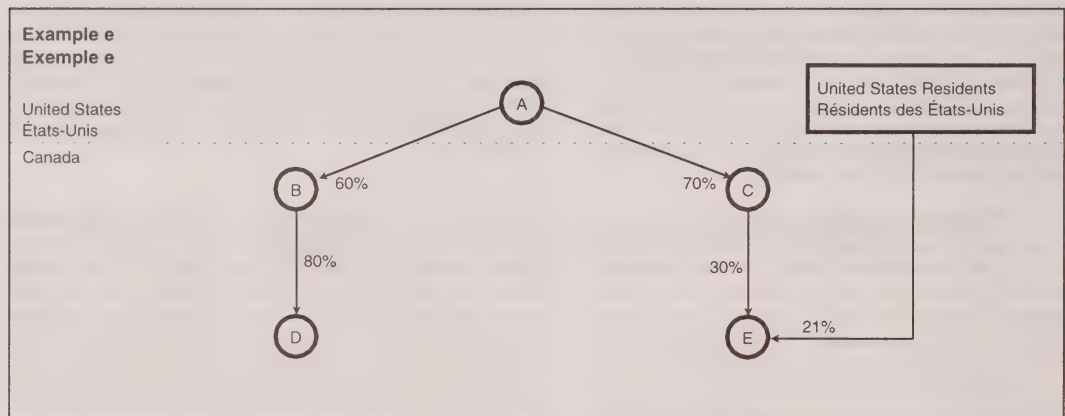 Example e
Exemple e
United States
États-Unis
Canada
A
United States Residents
Résidents des États-Unis
B
60%
70%
C
80%
30%
D
E
21%